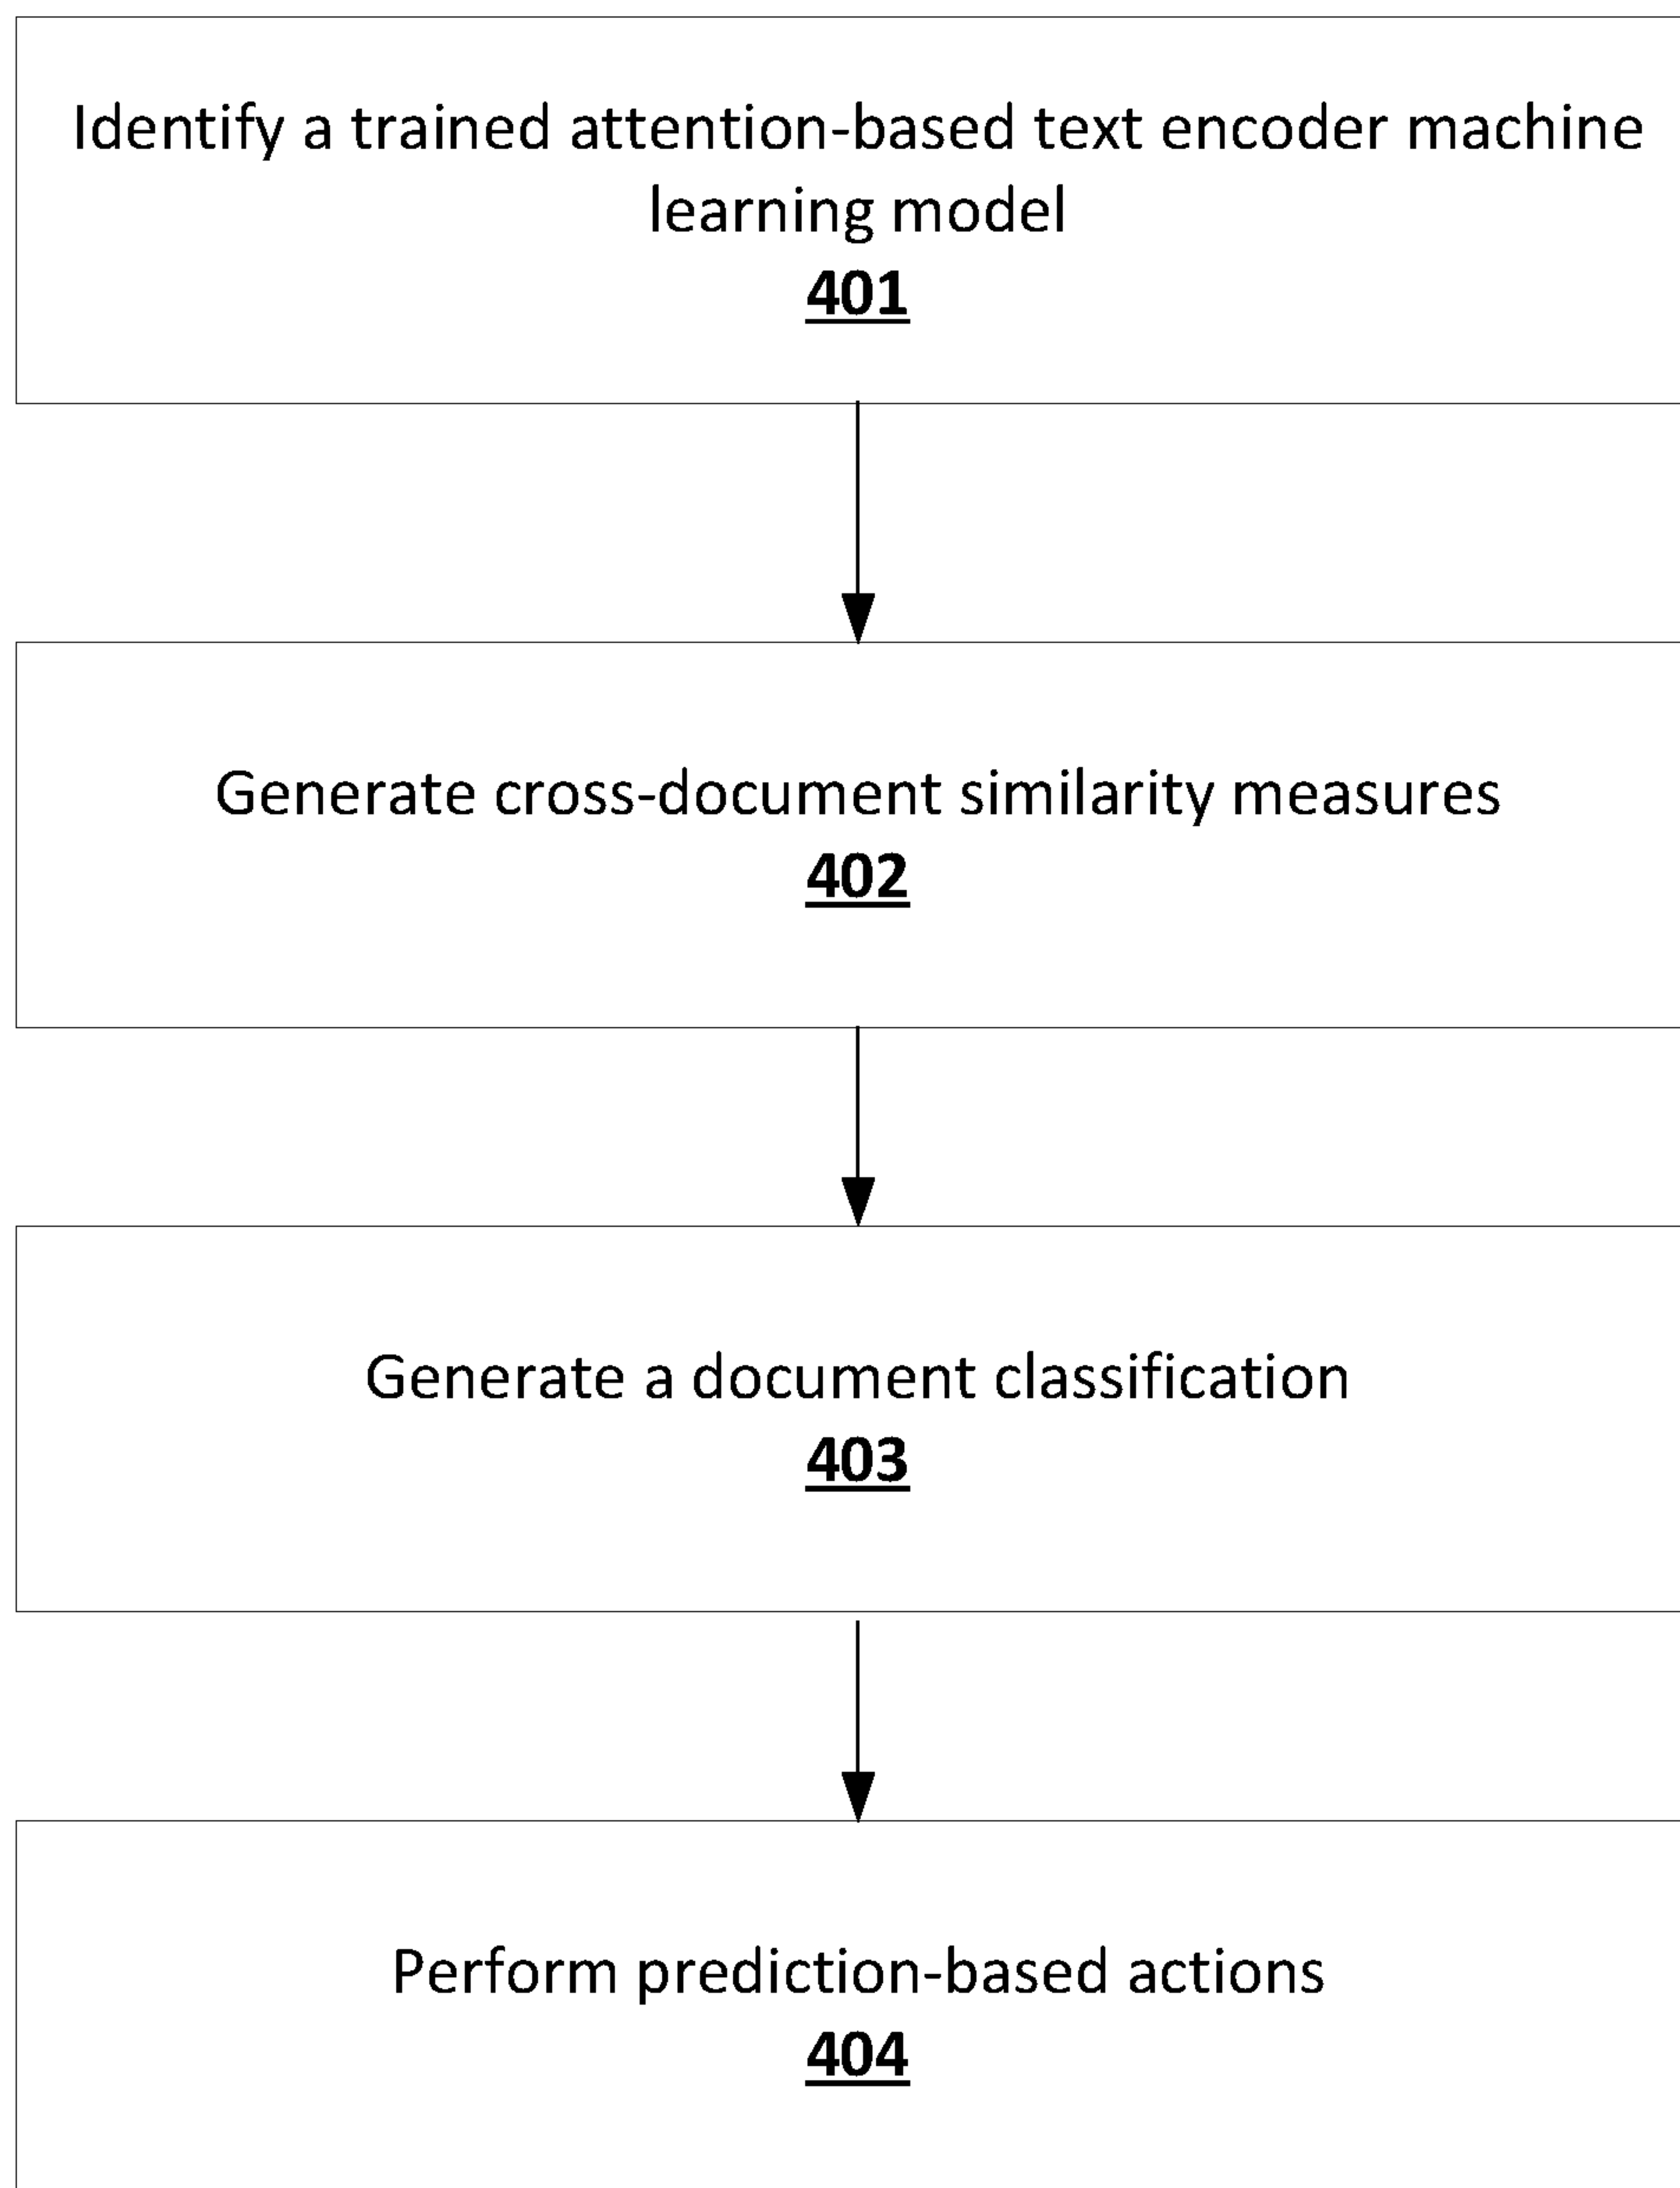 Identify a trained attention-based text encoder machine
learning model
401
Generate cross-document similarity measures
402
Generate a document classification
403
Perform prediction-based actions
404